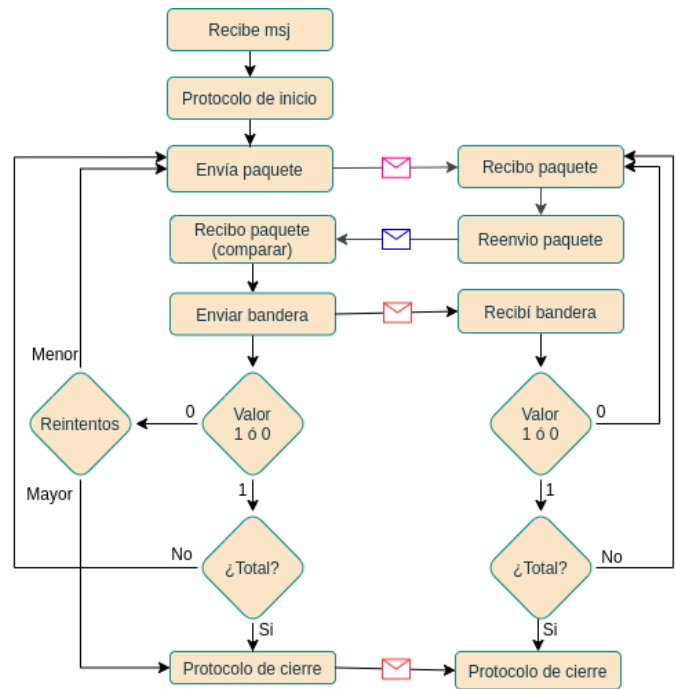 Recibe msj
Protocolo de inicio
Envía paquete
Recibo paquete
Recibo paquete
(comparar)
Reenvio paquete
Enviar bandera
Recibí bandera
Menor
Reintentos
0
Valor
1 ó 0
Valor
1 ó 0
0
Mayor
1
1
No
¿Total?
¿Total?
No
Si
Si
Protocolo de cierre
Protocolo de cierre